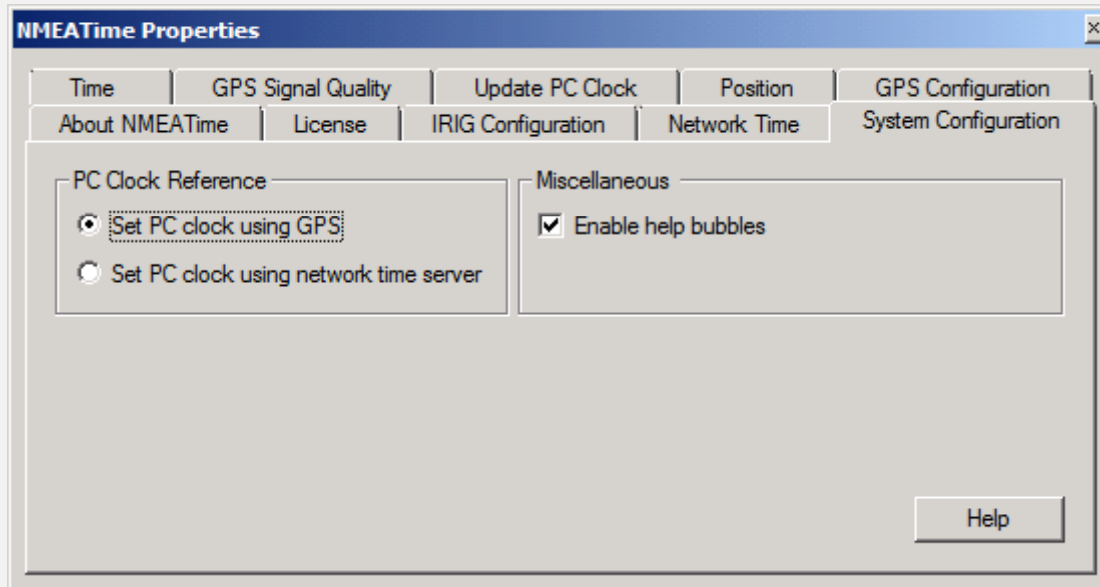 NMEATime Properties
Time GPS Signal Quality Update PC Clock Position GPS Configuration
About NMEATime License IRIG Configuration Network Time System Configuration
PC Clock Reference
Set PC clock using GPS
Set PC clock using network time server
Miscellaneous
Enable help bubbles
Help